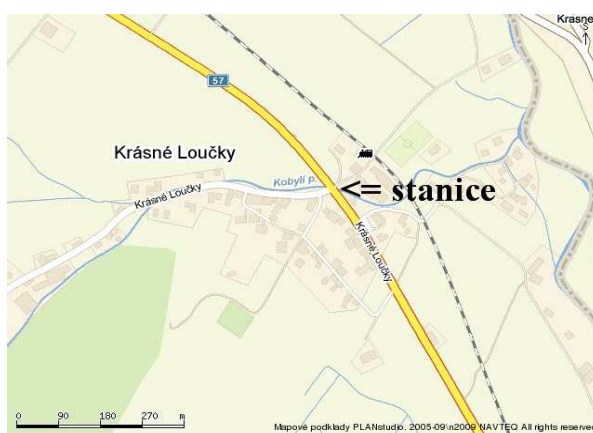 Krasne
S
57
Krásné Loučky
Kobylí p.
Krásné Loučky
<= stanice
Krásné Loučky
0 90 180 270 m
Mapové podklady PLANstudio. 2005-09\n2009 NAVTEQ All rights reserved